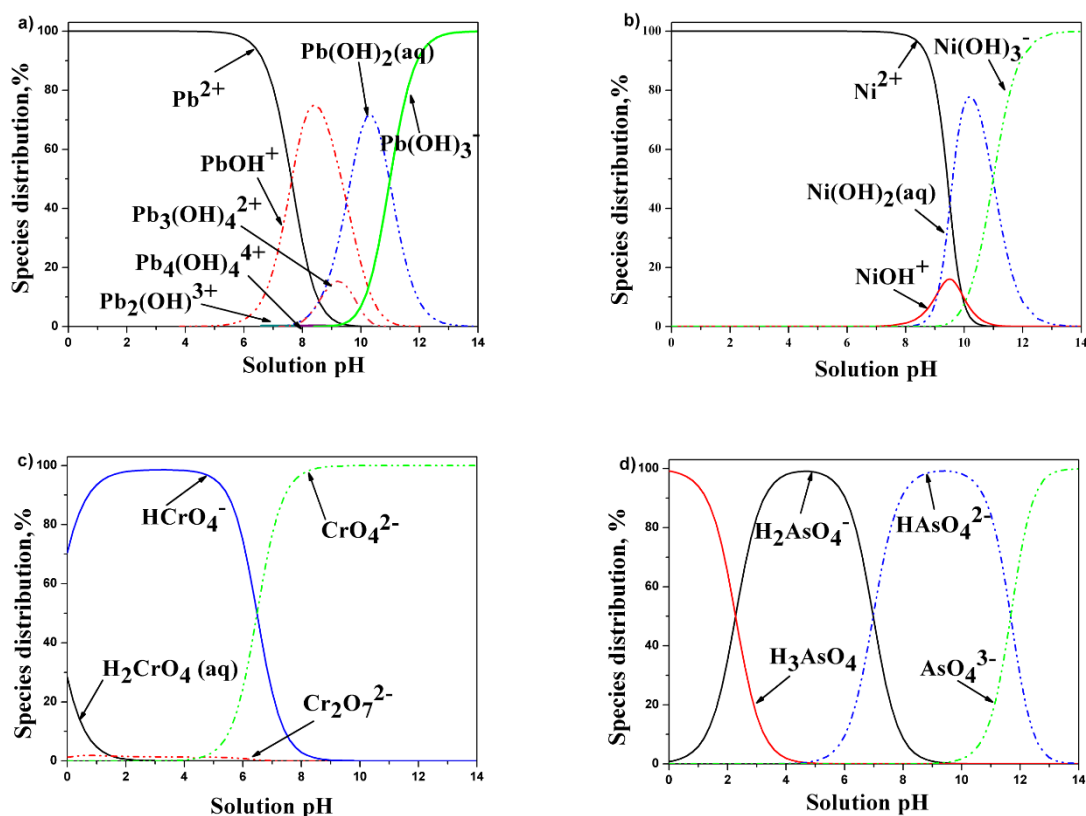 a)
Species distribution,%
100
80
60
40
20
0
Pb²⁺
PbOH⁺
Pb₃(OH)₄²⁺
Pb₄(OH)₄⁴⁺
Pb₂(OH)³⁺
Pb(OH)₂(aq)
Pb(OH)₃⁻
0 2 4 6 8 10 12 14
Solution pH
b)
Species distribution,%
100
80
60
40
20
0
Ni(OH)₃⁻
Ni²⁺
Ni(OH)₂(aq)
NiOH⁺
0 2 4 6 8 10 12 14
Solution pH
c)
Species distribution,%
100
80
60
40
20
0
HCrO₄⁻
CrO₄²⁻
H₂CrO₄ (aq)
Cr₂O₇²⁻
0 2 4 6 8 10 12 14
Solution pH
d)
Species distribution, %
100
80
60
40
20
0
H₂AsO₄⁻
HAsO₄²⁻
H₃AsO₄
AsO₄³⁻
0 2 4 6 8 10 12 14
Solution pH